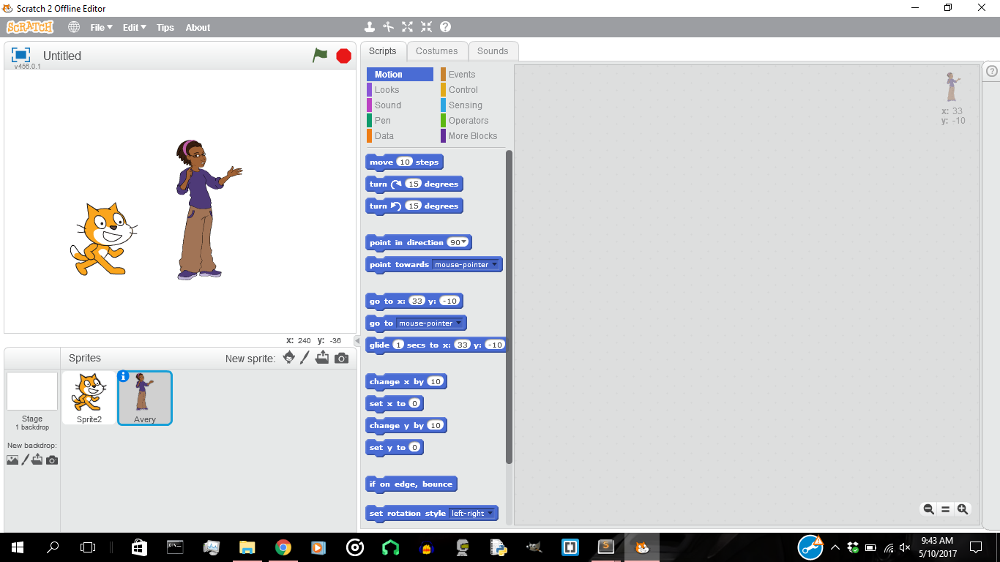 Scratch 2 Offline Editor
SCRATCH File Edit Tips About
Untitled
v456.0.1
Scripts Costumes Sounds
Motion Events
Looks Control
Sound Sensing
Pen Operators
Data More Blocks
x: 33
y: -10
move 10 steps
turn 15 degrees
turn 15 degrees
point in direction 90
point towards mouse-pointer
go to x: 33 y: -10
go to mouse-pointer
glide 1 secs to x: 33 y: -10
change x by 10
set x to 0
change y by 10
set y to 0
if on edge, bounce
set rotation style left-right
x: 240 y: -36
Sprites New sprite:
Stage
1 backdrop
New backdrop:
Sprite2
Avery
9:43 AM
5/10/2017